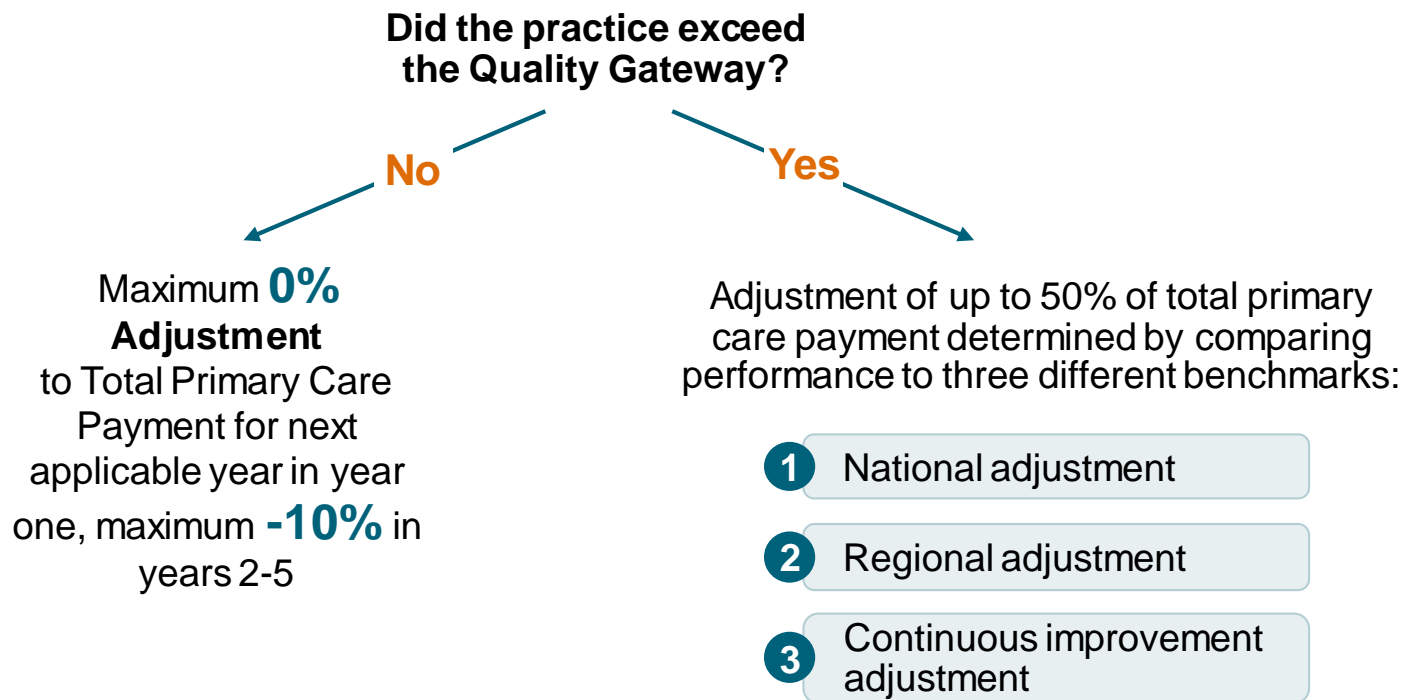 Did the practice exceed
the Quality Gateway?
No
Yes
Maximum 0%
Adjustment
to Total Primary Care
Payment for next
applicable year in year
one, maximum -10% in
years 2-5
Adjustment of up to 50% of total primary
care payment determined by comparing
performance to three different benchmarks:
1 National adjustment
2 Regional adjustment
3 Continuous improvement
adjustment